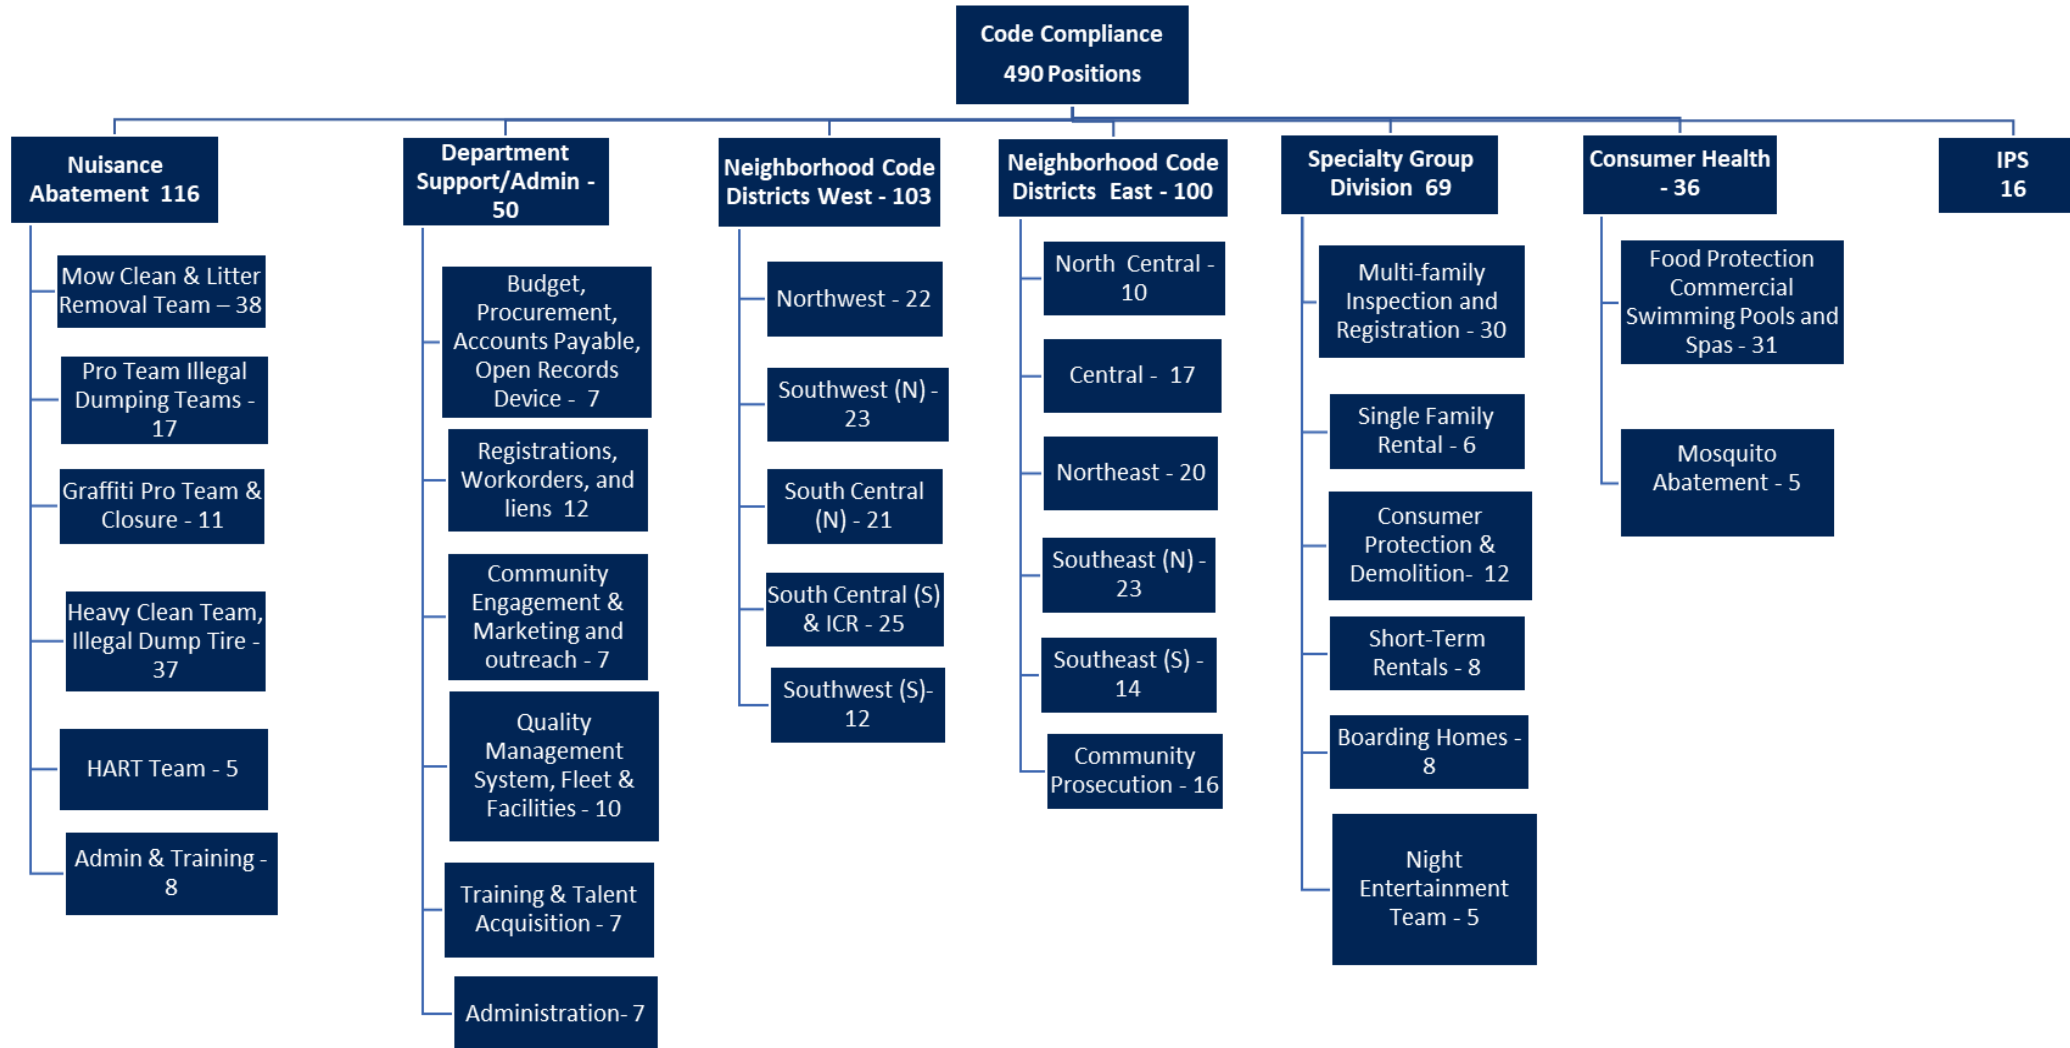 Code Compliance
490 Positions
Nuisance
Abatement 116
Mow Clean & Litter
Removal Team – 38
Pro Team Illegal
Dumping Teams -
17
Graffiti Pro Team &
Closure - 11
Heavy Clean Team,
Illegal Dump Tire -
37
HART Team - 5
Admin & Training -
8
Department
Support/Admin -
50
Budget,
Procurement,
Accounts Payable,
Open Records
Device - 7
Registrations,
Workorders, and
liens 12
Community
Engagement &
Marketing and
outreach - 7
Quality
Management
System, Fleet &
Facilities - 10
Training & Talent
Acquisition - 7
Administration- 7
Neighborhood Code
Districts West - 103
Northwest - 22
Southwest (N) -
23
South Central
(N) - 21
South Central (S)
& ICR - 25
Southwest (S)-
12
Neighborhood Code
Districts East - 100
North Central -
10
Central - 17
Northeast - 20
Southeast (N) -
23
Southeast (S) -
14
Community
Prosecution - 16
Specialty Group
Division 69
Multi-family
Inspection and
Registration - 30
Single Family
Rental - 6
Consumer
Protection &
Demolition- 12
Short-Term
Rentals - 8
Boarding Homes -
8
Night
Entertainment
Team - 5
Consumer Health
- 36
Food Protection
Commercial
Swimming Pools and
Spas - 31
Mosquito
Abatement - 5
IPS
16